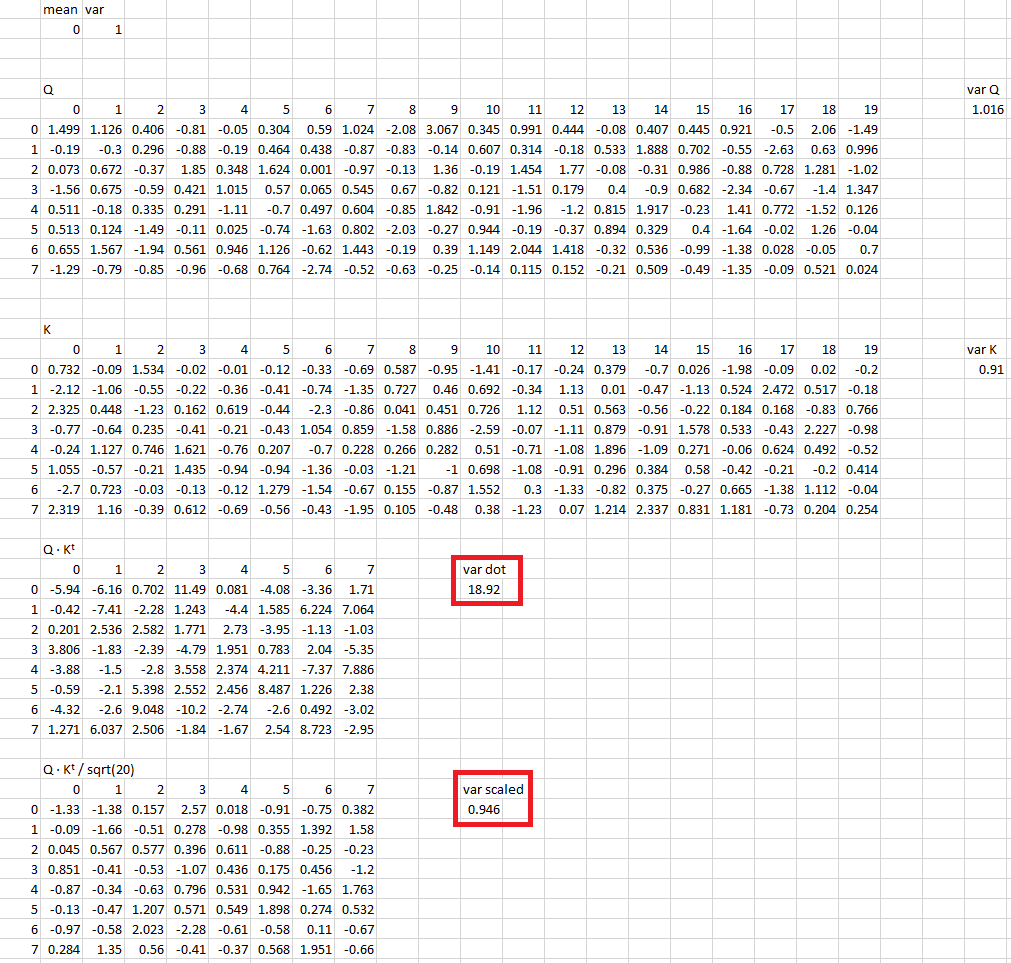 mean var
0 1
Q var Q
0 1 2 3 4 5 6 7 8 9 10 11 12 13 14 15 16 17 18 19 1.016
0 1.499 1.126 0.406 -0.81 -0.05 0.304 0.59 1.024 -2.08 3.067 0.345 0.991 0.444 -0.08 0.407 0.445 0.921 -0.5 2.06 -1.49
1 -0.19 -0.3 0.296 -0.88 -0.19 0.464 0.438 -0.87 -0.83 -0.14 0.607 0.314 -0.18 0.533 1.888 0.702 -0.55 -2.63 0.63 0.996
2 0.073 0.672 -0.37 1.85 0.348 1.624 0.001 -0.97 -0.13 1.36 -0.19 1.454 1.77 -0.08 -0.31 0.986 -0.88 0.728 1.281 -1.02
3 -1.56 0.675 -0.59 0.421 1.015 0.57 0.065 0.545 0.67 -0.82 0.121 -1.51 0.179 0.4 -0.9 0.682 -2.34 -0.67 -1.4 1.347
4 0.511 -0.18 0.335 0.291 -1.11 -0.7 0.497 0.604 -0.85 1.842 -0.91 -1.96 -1.2 0.815 1.917 -0.23 1.41 0.772 -1.52 0.126
5 0.513 0.124 -1.49 -0.11 0.025 -0.74 -1.63 0.802 -2.03 -0.27 0.944 -0.19 -0.37 0.894 0.329 0.4 -1.64 -0.02 1.26 -0.04
6 0.655 1.567 -1.94 0.561 0.946 1.126 -0.62 1.443 -0.19 0.39 1.149 2.044 1.418 -0.32 0.536 -0.99 -1.38 0.028 -0.05 0.7
7 -1.29 -0.79 -0.85 -0.96 -0.68 0.764 -2.74 -0.52 -0.63 -0.25 -0.14 0.115 0.152 -0.21 0.509 -0.49 -1.35 -0.09 0.521 0.024
K
0 1 2 3 4 5 6 7 8 9 10 11 12 13 14 15 16 17 18 19 var K
0 0.732 -0.09 1.534 -0.02 -0.01 -0.12 -0.33 -0.69 0.587 -0.95 -1.41 -0.17 -0.24 0.379 -0.7 0.026 -1.98 -0.09 0.02 -0.2 0.91
1 -2.12 -1.06 -0.55 -0.22 -0.36 -0.41 -0.74 -1.35 0.727 0.46 0.692 -0.34 1.13 0.01 -0.47 -1.13 0.524 2.472 0.517 -0.18
2 2.325 0.448 -1.23 0.162 0.619 -0.44 -2.3 -0.86 0.041 0.451 0.726 1.12 0.51 0.563 -0.56 -0.22 0.184 0.168 -0.83 0.766
3 -0.77 -0.64 0.235 -0.41 -0.21 -0.43 1.054 0.859 -1.58 0.886 -2.59 -0.07 -1.11 0.879 -0.91 1.578 0.533 -0.43 2.227 -0.98
4 -0.24 1.127 0.746 1.621 -0.76 0.207 -0.7 0.228 0.266 0.282 0.51 -0.71 -1.08 1.896 -1.09 0.271 -0.06 0.624 0.492 -0.52
5 1.055 -0.57 -0.21 1.435 -0.94 -0.94 -1.36 -0.03 -1.21 -1 0.698 -1.08 -0.91 0.296 0.384 0.58 -0.42 -0.21 -0.2 0.414
6 -2.7 0.723 -0.03 -0.13 -0.12 1.279 -1.54 -0.67 0.155 -0.87 1.552 0.3 -1.33 -0.82 0.375 -0.27 0.665 -1.38 1.112 -0.04
7 2.319 1.16 -0.39 0.612 -0.69 -0.56 -0.43 -1.95 0.105 -0.48 0.38 -1.23 0.07 1.214 2.337 0.831 1.181 -0.73 0.204 0.254
Q · Kᵗ
0 1 2 3 4 5 6 7 var dot
0 -5.94 -6.16 0.702 11.49 0.081 -4.08 -3.36 1.71 18.92
1 -0.42 -7.41 -2.28 1.243 -4.4 1.585 6.224 7.064
2 0.201 2.536 2.582 1.771 2.73 -3.95 -1.13 -1.03
3 3.806 -1.83 -2.39 -4.79 1.951 0.783 2.04 -5.35
4 -3.88 -1.5 -2.8 3.558 2.374 4.211 -7.37 7.886
5 -0.59 -2.1 5.398 2.552 2.456 8.487 1.226 2.38
6 -4.32 -2.6 9.048 -10.2 -2.74 -2.6 0.492 -3.02
7 1.271 6.037 2.506 -1.84 -1.67 2.54 8.723 -2.95
Q · Kᵗ / sqrt(20)
0 1 2 3 4 5 6 7 var scaled
0 -1.33 -1.38 0.157 2.57 0.018 -0.91 -0.75 0.382 0.946
1 -0.09 -1.66 -0.51 0.278 -0.98 0.355 1.392 1.58
2 0.045 0.567 0.577 0.396 0.611 -0.88 -0.25 -0.23
3 0.851 -0.41 -0.53 -1.07 0.436 0.175 0.456 -1.2
4 -0.87 -0.34 -0.63 0.796 0.531 0.942 -1.65 1.763
5 -0.13 -0.47 1.207 0.571 0.549 1.898 0.274 0.532
6 -0.97 -0.58 2.023 -2.28 -0.61 -0.58 0.11 -0.67
7 0.284 1.35 0.56 -0.41 -0.37 0.568 1.951 -0.66